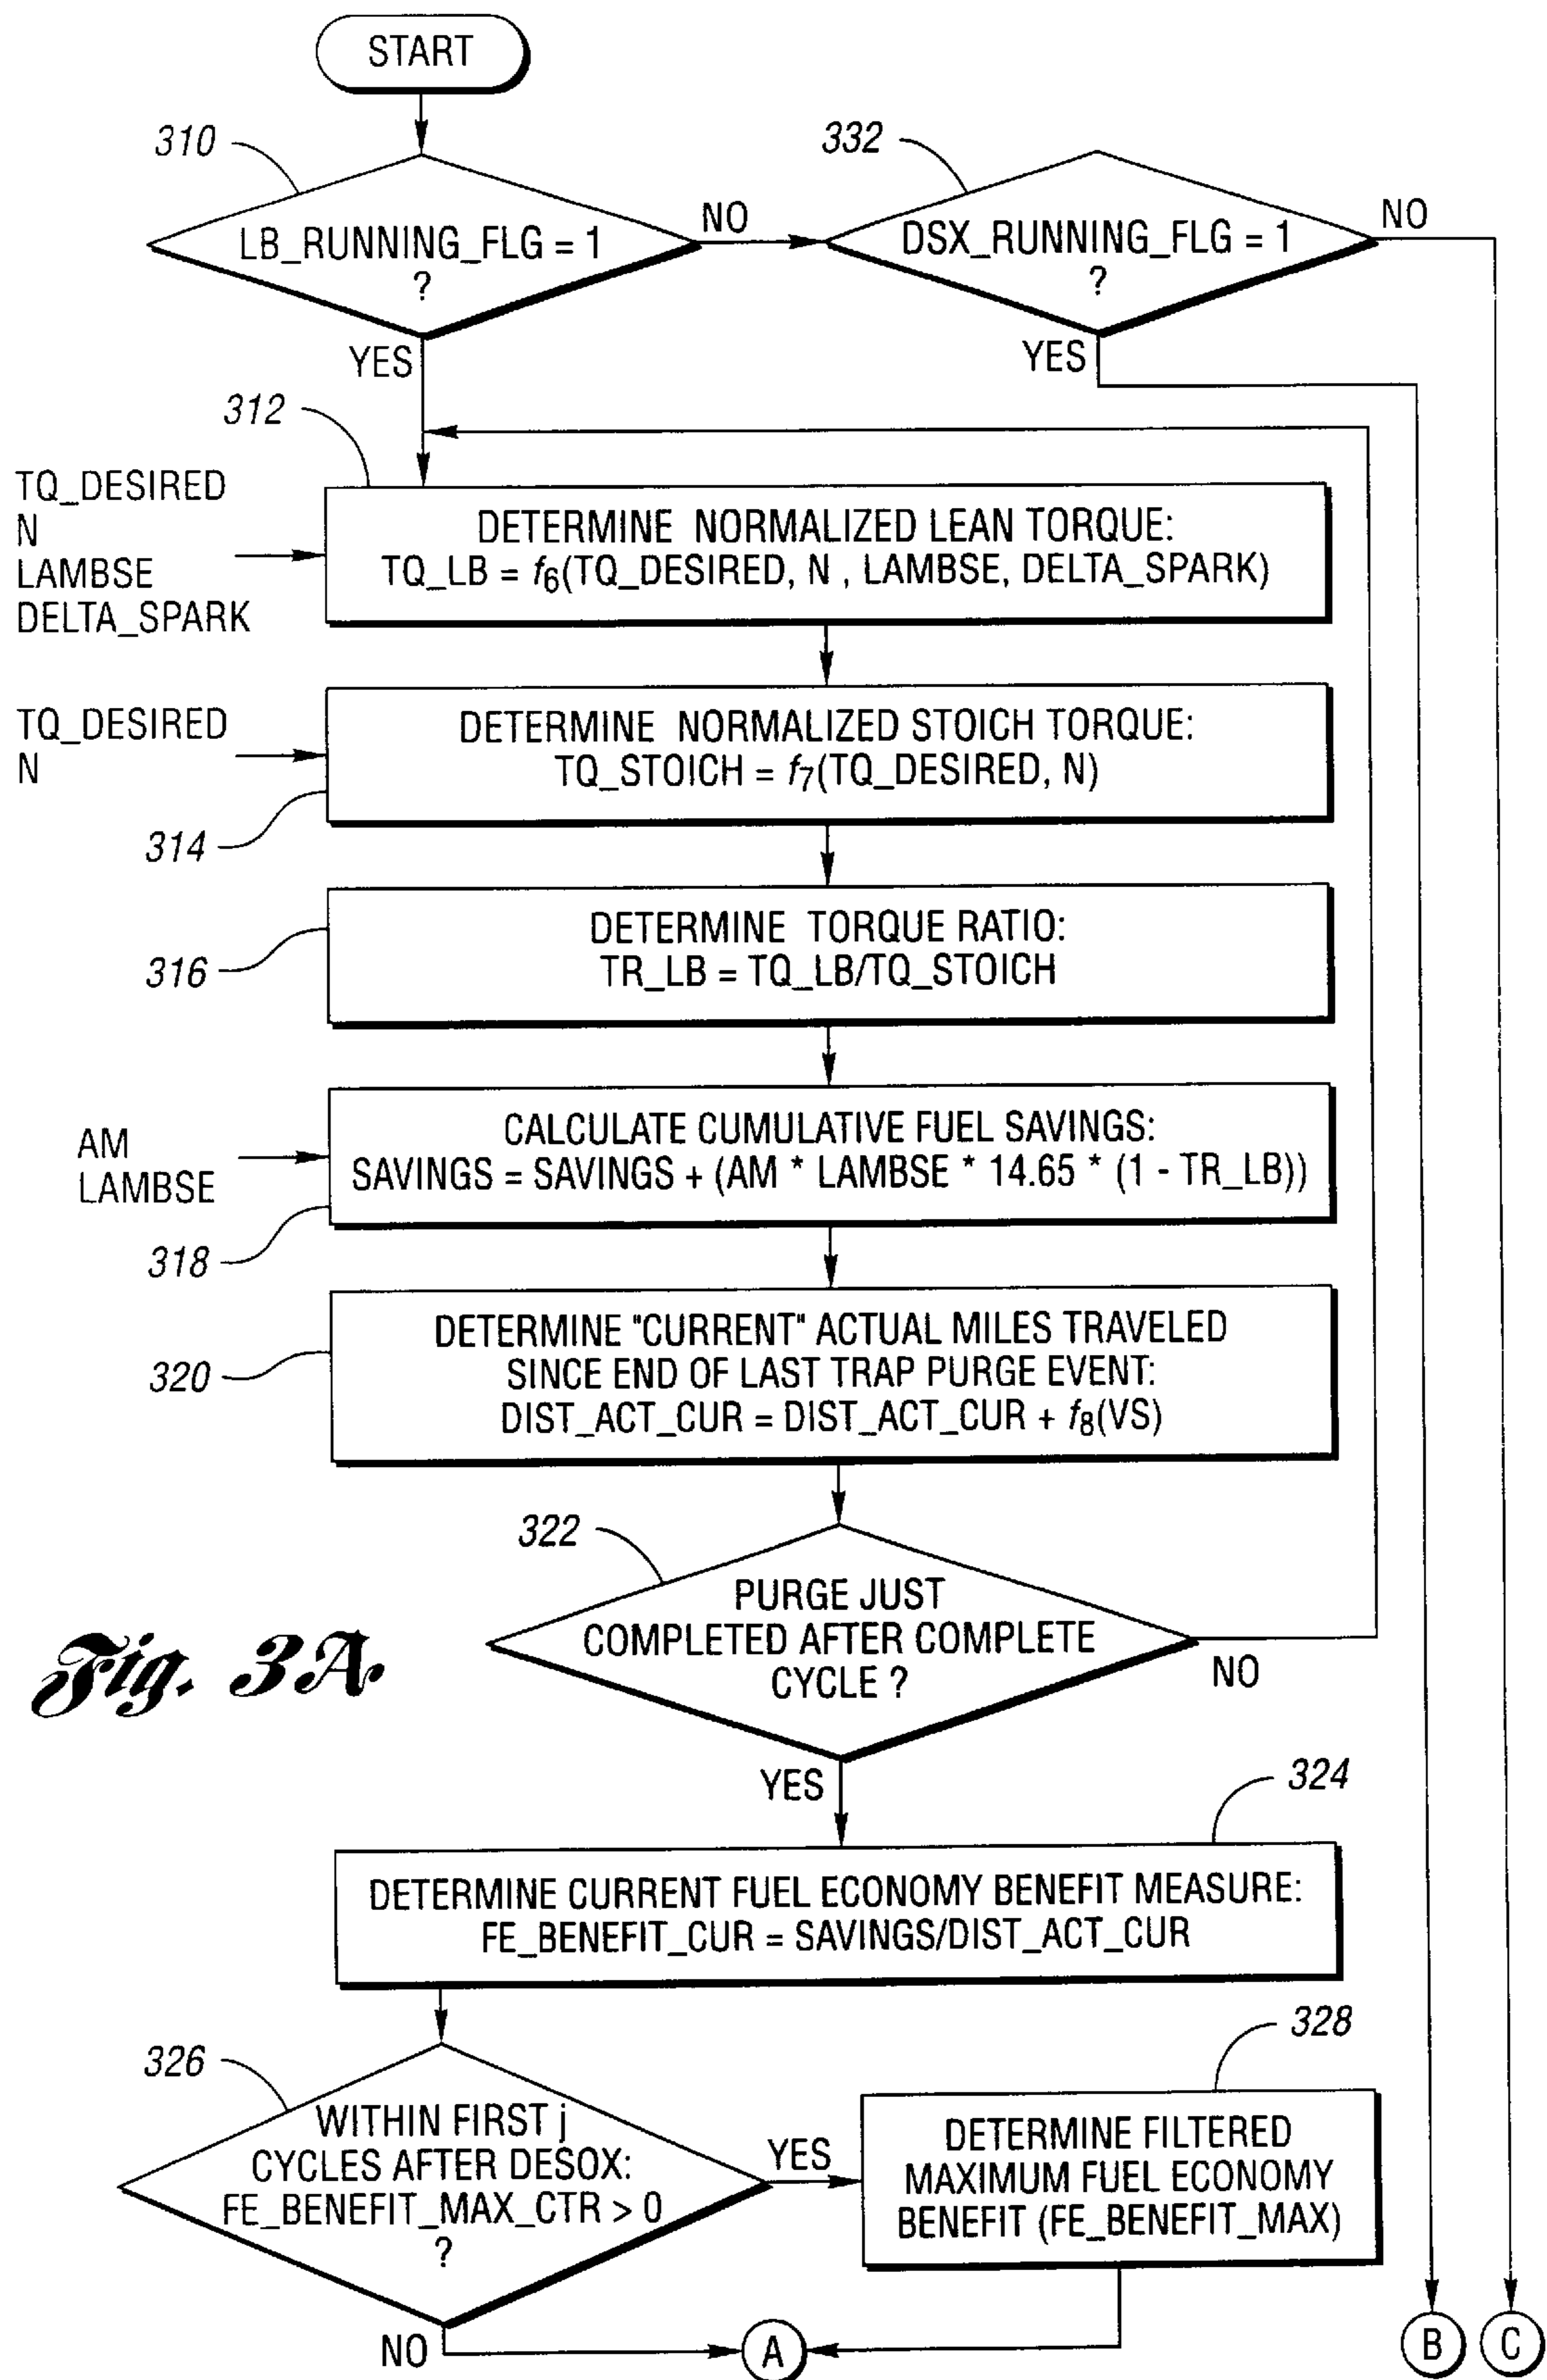 START
310
332
LB_RUNNING_FLG = 1
?
NO
DSX_RUNNING_FLG = 1
?
NO
YES
YES
312
TQ_DESIRED
N
LAMBSE
DELTA_SPARK
DETERMINE NORMALIZED LEAN TORQUE:
TQ_LB = f6(TQ_DESIRED, N , LAMBSE, DELTA_SPARK)
TQ_DESIRED
N
DETERMINE NORMALIZED STOICH TORQUE:
TQ_STOICH = f7(TQ_DESIRED, N)
314
DETERMINE TORQUE RATIO:
TR_LB = TQ_LB/TQ_STOICH
316
AM
LAMBSE
CALCULATE CUMULATIVE FUEL SAVINGS:
SAVINGS = SAVINGS + (AM * LAMBSE * 14.65 * (1 - TR_LB))
318
DETERMINE "CURRENT" ACTUAL MILES TRAVELED
SINCE END OF LAST TRAP PURGE EVENT:
DIST_ACT_CUR = DIST_ACT_CUR + f8(VS)
320
322
PURGE JUST
COMPLETED AFTER COMPLETE
CYCLE ?
NO
Fig. 3A.
YES
324
DETERMINE CURRENT FUEL ECONOMY BENEFIT MEASURE:
FE_BENEFIT_CUR = SAVINGS/DIST_ACT_CUR
326
WITHIN FIRST j
CYCLES AFTER DESOX:
FE_BENEFIT_MAX_CTR > 0
?
YES
328
DETERMINE FILTERED
MAXIMUM FUEL ECONOMY
BENEFIT (FE_BENEFIT_MAX)
NO
A
B
C